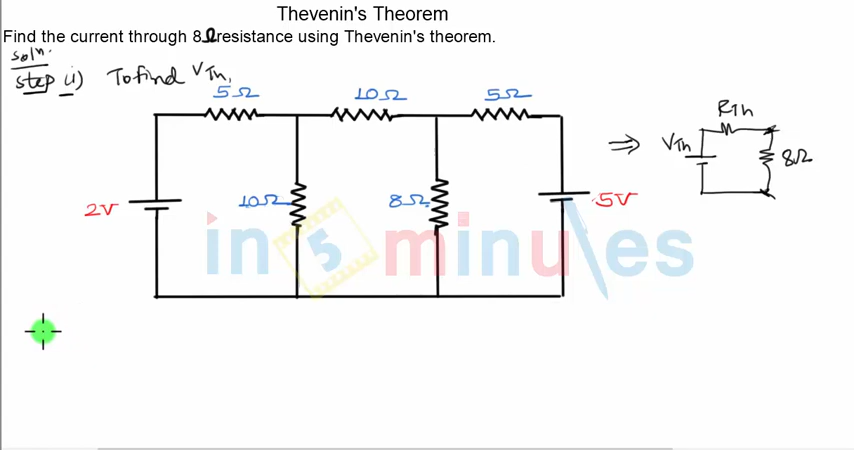 Thevenin's Theorem
Find the current through 8Ωresistance using Thevenin's theorem.
Soln.
Step (i) To find VTh,
5Ω 10Ω 5Ω
RTh
⇒ VTh 8Ω
2V 10Ω 8Ω 5V
in 5 minutes